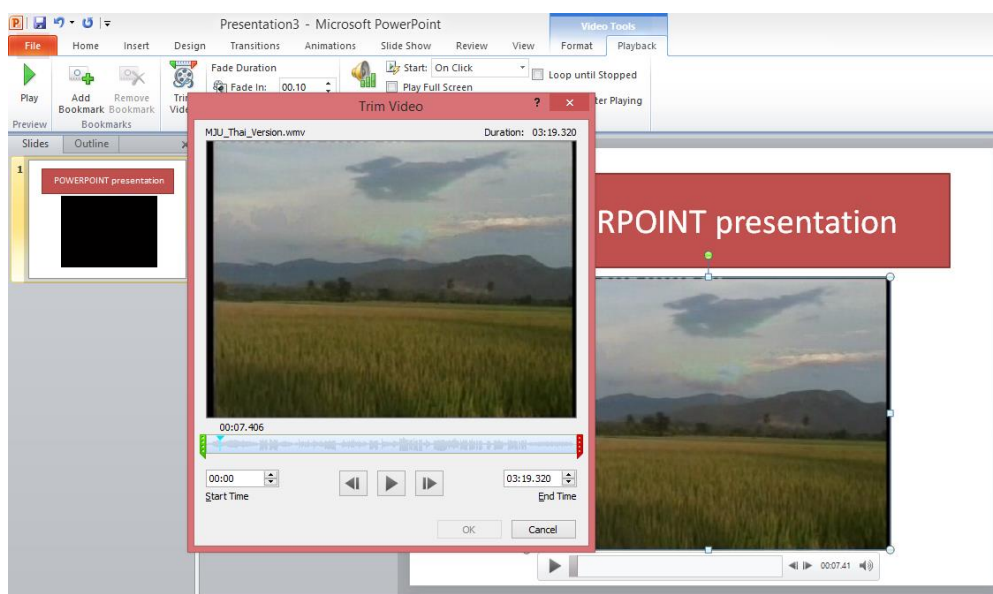 Presentation3 - Microsoft PowerPoint
Video Tools
File Home Insert Design Transitions Animations Slide Show Review View Format Playback
Play
Preview
Add Bookmark
Remove Bookmark
Bookmarks
Fade Duration
Fade In: 00.10
Start: On Click
Play Full Screen
Loop until Stopped
Playing
Slides Outline
1
POWERPOINT presentation
Trim Video
? ×
MJU_Thai_Version.wmv
Duration: 03:19.320
00:07.406
00:00
Start Time
03:19.320
End Time
OK
Cancel
RPOINT presentation
00:07.41